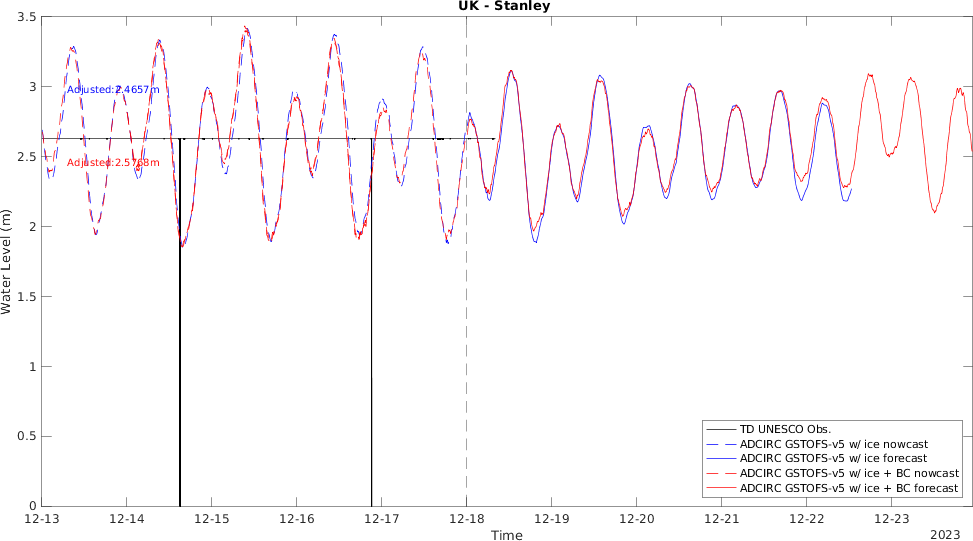 UK - Stanley
3.5
3
2.5
2
1.5
1
0.5
0
Water Level (m)
Adjusted:2.4657m
Adjusted:2.5768m
TD UNESCO Obs.
ADCIRC GSTOFS-v5 w/ ice nowcast
ADCIRC GSTOFS-v5 w/ ice forecast
ADCIRC GSTOFS-v5 w/ ice + BC nowcast
ADCIRC GSTOFS-v5 w/ ice + BC forecast
12-13 12-14 12-15 12-16 12-17 12-18 12-19 12-20 12-21 12-22 12-23
Time
2023